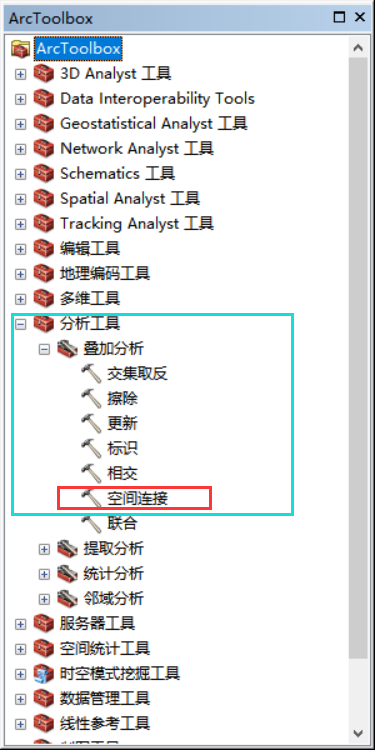 ArcToolbox
ArcToolbox
3D Analyst 工具
Data Interoperability Tools
Geostatistical Analyst 工具
Network Analyst 工具
Schematics 工具
Spatial Analyst 工具
Tracking Analyst 工具
编辑工具
地理编码工具
多维工具
分析工具
叠加分析
交集取反
擦除
更新
标识
相交
空间连接
联合
提取分析
统计分析
邻域分析
服务器工具
空间统计工具
时空模式挖掘工具
数据管理工具
线性参考工具